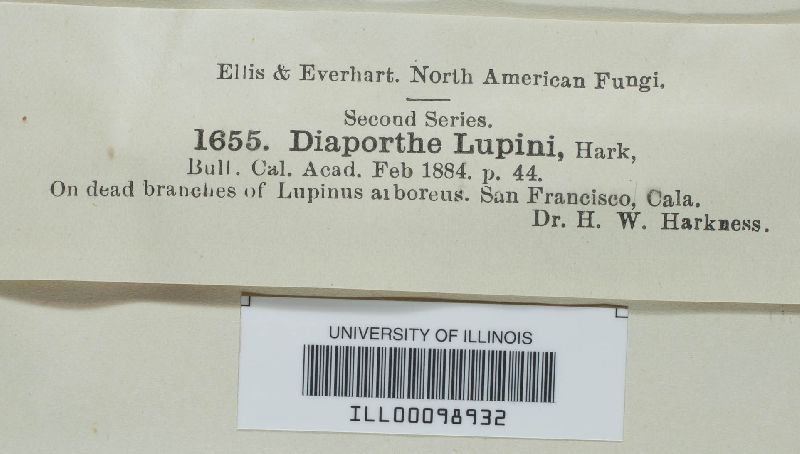 Ellis & Everhart. North American Fungi.
Second Series.
1655. Diaporthe Lupini, Hark,
Bull. Cal. Acad. Feb 1884. p. 44.
On dead branches of Lupinus arboreus. San Francisco, Cala.
Dr. H. W. Harkness.
UNIVERSITY OF ILLINOIS
ILL00098932